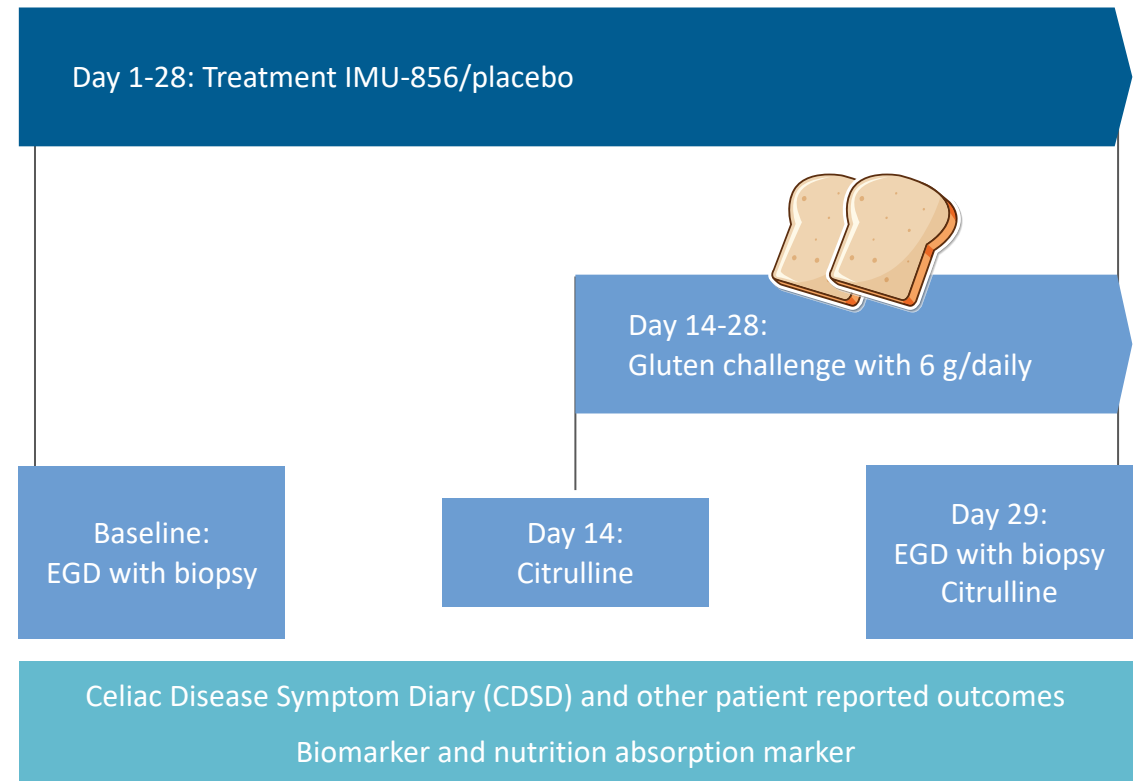 Day 1-28: Treatment IMU-856/placebo
Day 14-28:
Gluten challenge with 6 g/daily
Baseline:
EGD with biopsy
Day 14:
Citrulline
Day 29:
EGD with biopsy
Citrulline
Celiac Disease Symptom Diary (CDSD) and other patient reported outcomes
Biomarker and nutrition absorption marker